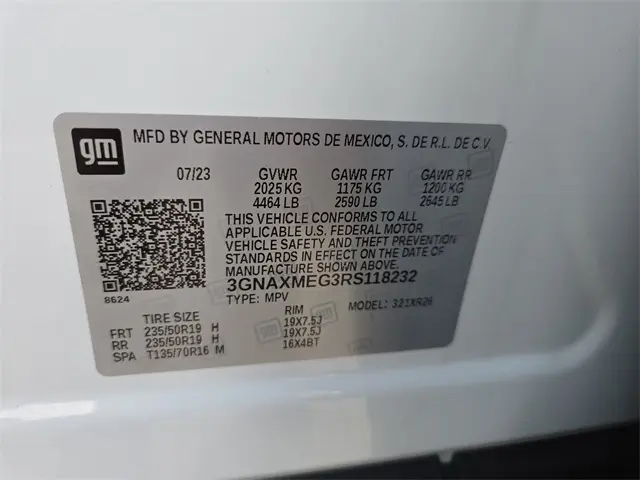 gm
MFD BY GENERAL MOTORS DE MEXICO, S. DE R.L. DE C.V.
07/23 GVWR GAWR FRT GAWR RR
2025 KG 1175 KG 1200 KG
4464 LB 2590 LB 2645 LB
THIS VEHICLE CONFORMS TO ALL
APPLICABLE U.S. FEDERAL MOTOR
VEHICLE SAFETY AND THEFT PREVENTION
STANDARDS IN EFFECT ON THE DATE OF
MANUFACTURE SHOWN ABOVE.
3GNAXMEG3RS118232
8624
TYPE: MPV MODEL: 321XR26
TIRE SIZE RIM
FRT 235/50R19 H 19X7.5J
RR 235/50R19 H 19X7.5J
SPA T135/70R16 M 16X4BT